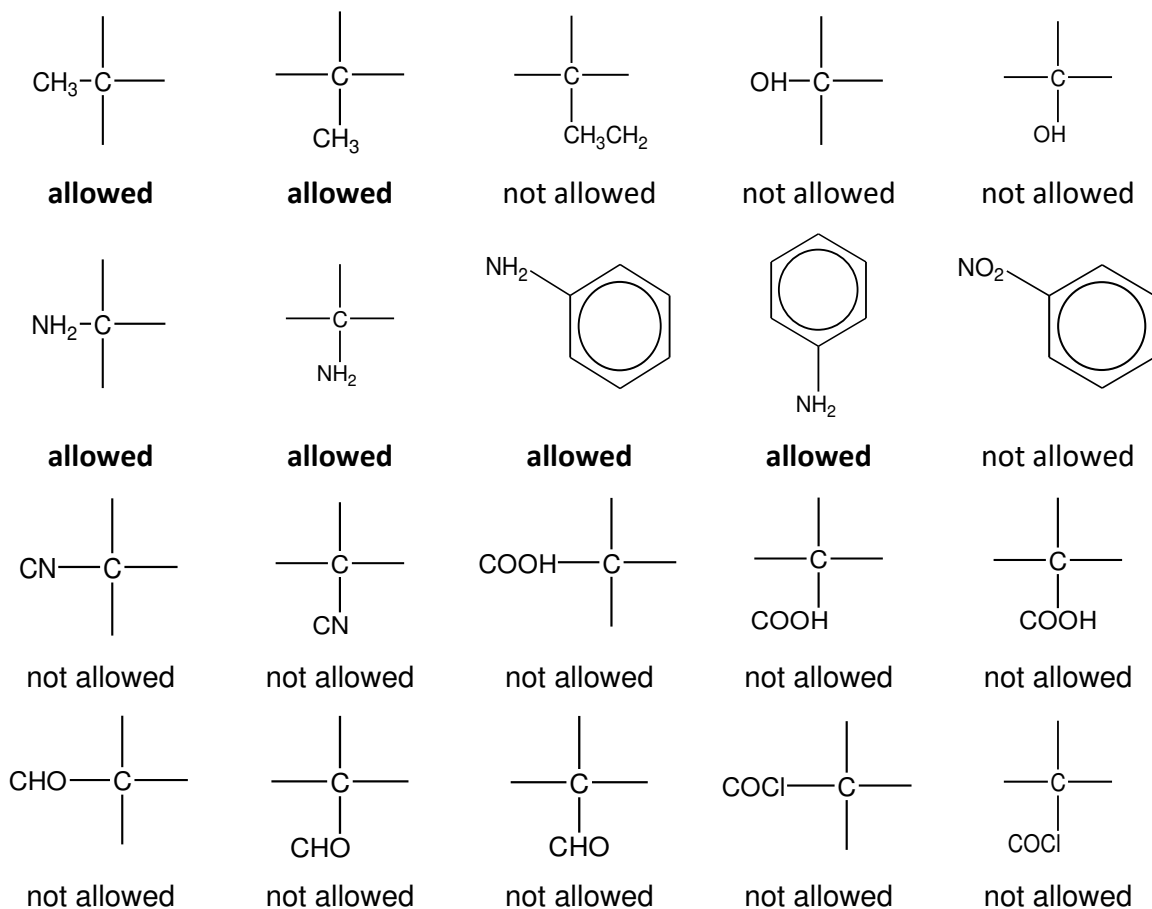 CH₃ C C CH₃ C CH₃CH₂ OH C C OH
allowed allowed not allowed not allowed not allowed
NH₂ C C NH₂ NH₂ NH₂ NO₂
allowed allowed allowed allowed not allowed
CN C C CN COOH C C COOH C COOH
not allowed not allowed not allowed not allowed not allowed
CHO C C CHO C CHO COCl C C COCl
not allowed not allowed not allowed not allowed not allowed